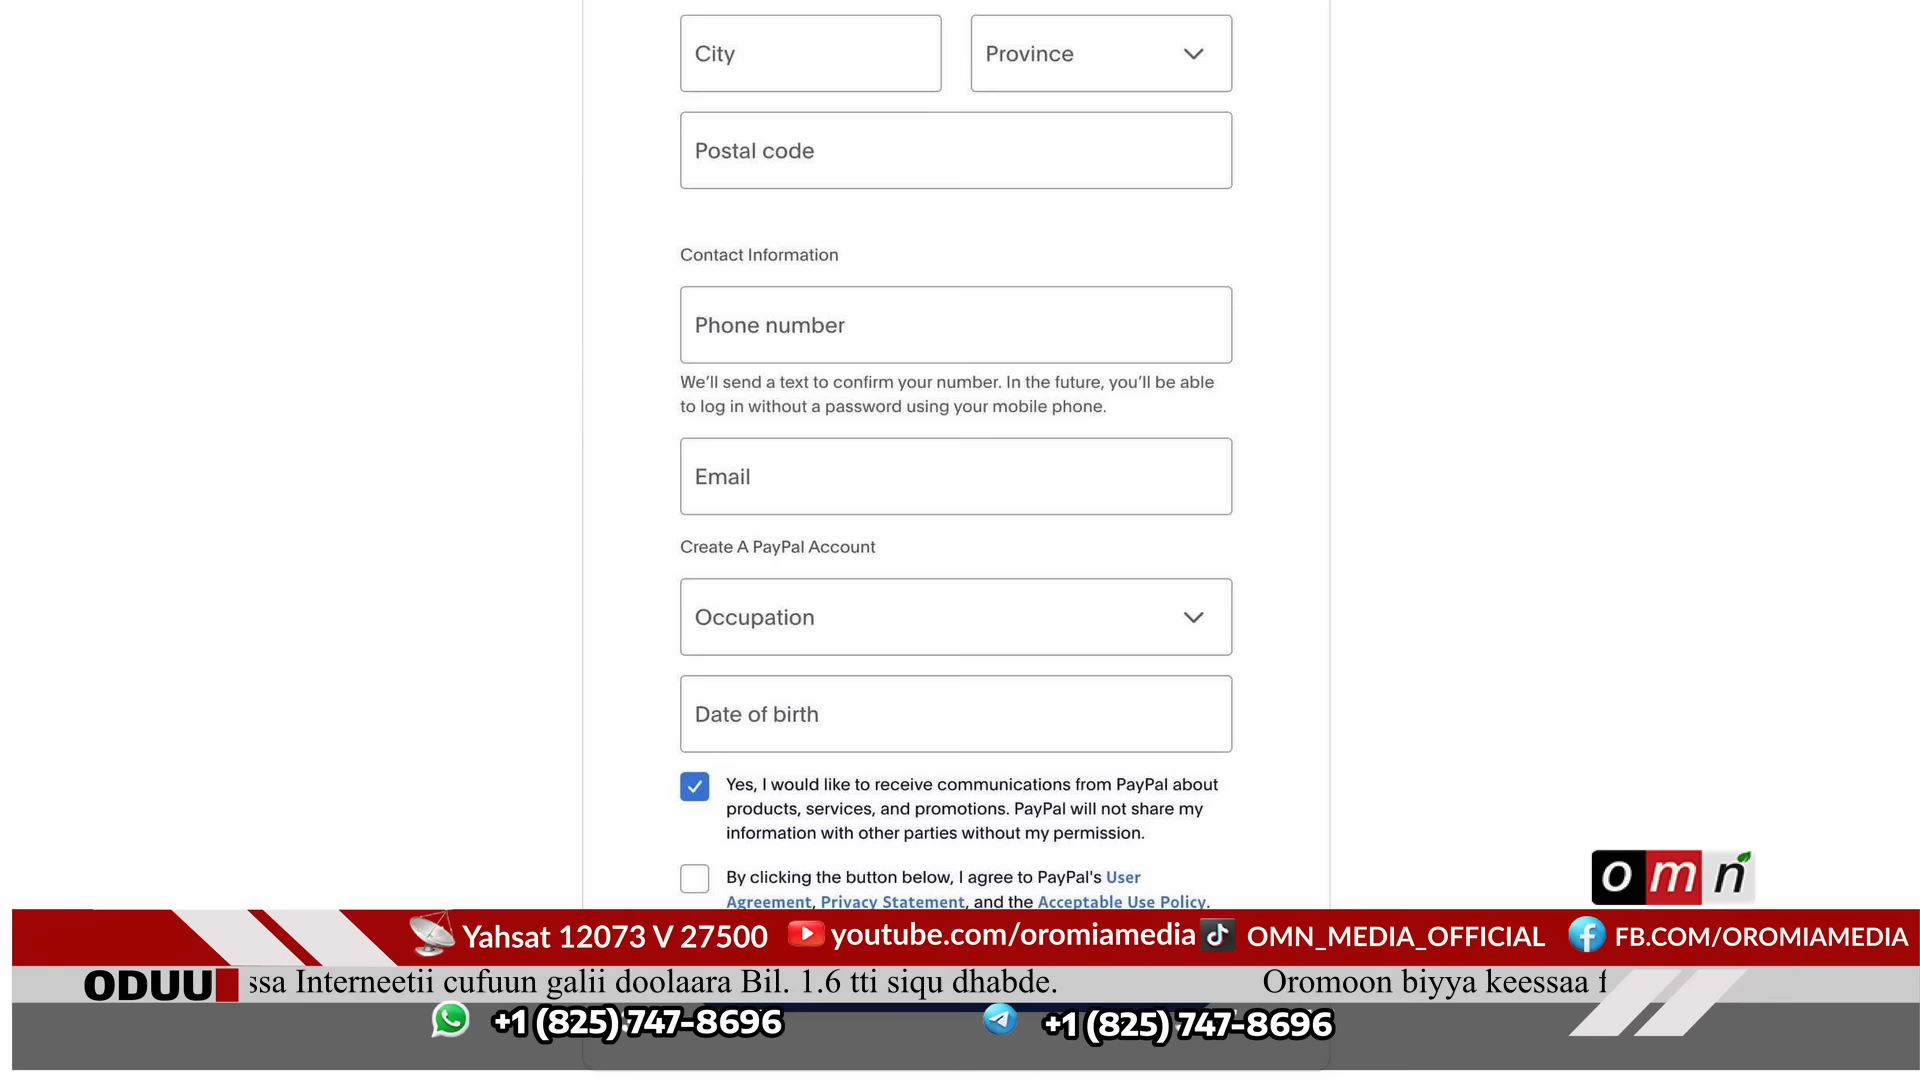 City
Province
Postal code
Contact Information
Phone number
We'll send a text to confirm your number. In the future, you'll be able
to log in without a password using your mobile phone.
Email
Create A PayPal Account
Occupation
Date of birth
Yes, I would like to receive communications from PayPal about
products, services, and promotions. PayPal will not share my
information with other parties without my permission.
By clicking the button below, I agree to PayPal's User
Agreement, Privacy Statement, and the Acceptable Use Policy.
omn
Yahsat 12073 V 27500 youtube.com/oromiamedia OMN_MEDIA_OFFICIAL FB.COM/OROMIAMEDIA
ODUU Interneetii cufuun galii doolaara Bil. 1.6 tti siqu dhabde. Oromoon biyya keessaa
+1 (825) 747-8696 +1 (825) 747-8696